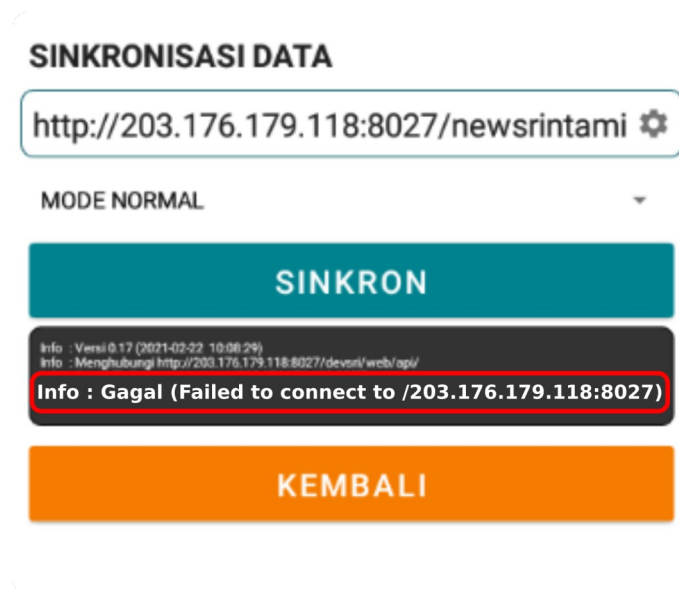 SINKRONISASI DATA
http://203.176.179.118:8027/newsrintami
MODE NORMAL
SINKRON
Info : Versi 0.17 (2021-02-22 10:08:29)
Info : Menghubungi http://203.176.179.118:8027/devsri/web/api/
Info : Gagal (Failed to connect to /203.176.179.118:8027)
KEMBALI